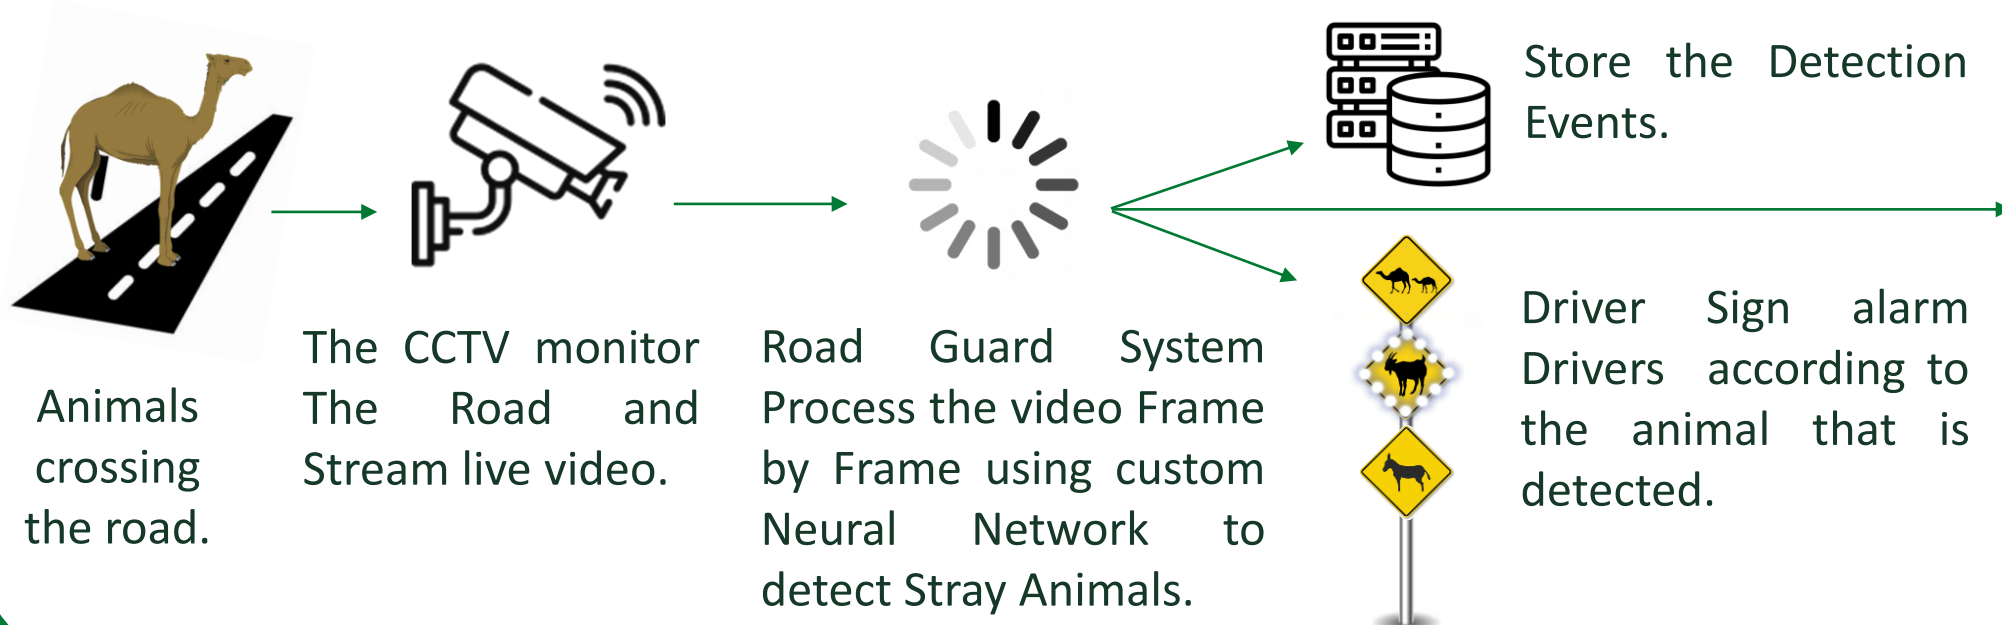 Animals
crossing
the road.
The CCTV monitor
The Road and
Stream live video.
Road Guard System
Process the video Frame
by Frame using custom
Neural Network to
detect Stray Animals.
Store the Detection
Events.
Driver Sign alarm
Drivers according to
the animal that is
detected.